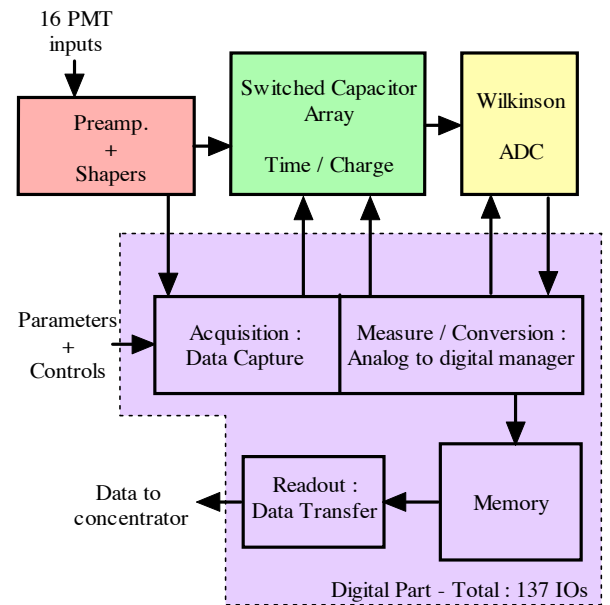 16 PMT
inputs
Preamp.
+
Shapers
Switched Capacitor
Array
Time / Charge
Wilkinson
ADC
Parameters
+
Controls
Acquisition :
Data Capture
Measure / Conversion :
Analog to digital manager
Data to
concentrator
Readout :
Data Transfer
Memory
Digital Part - Total : 137 IOs